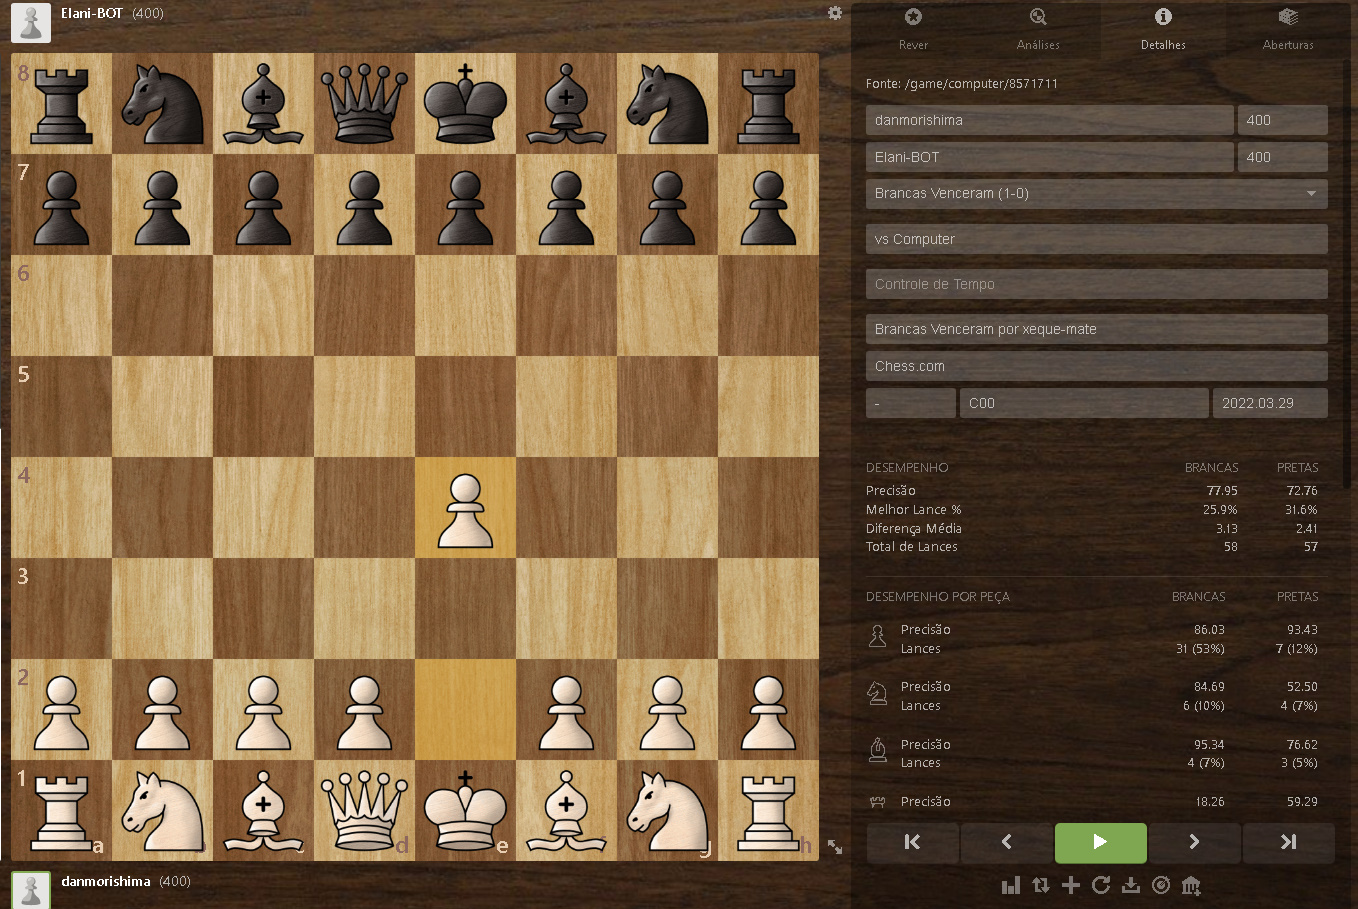 Elani-BOT (400)
8
7
6
5
4
3
2
1
a
c
d
e
g
h
danmorishima (400)
Rever
Análises
Detalhes
Aberturas
Fonte: /game/computer/8571711
danmorishima 400
Elani-BOT 400
Brancas Venceram (1-0)
vs Computer
Controle de Tempo
Brancas Venceram por xeque-mate
Chess.com
- C00 2022.03.29
DESEMPENHO BRANCAS PRETAS
Precisão 77.95 72.76
Melhor Lance % 25.9% 31.6%
Diferença Média 3.13 2.41
Total de Lances 58 57
DESEMPENHO POR PEÇA BRANCAS PRETAS
Precisão 86.03 93.43
Lances 31 (53%) 7 (12%)
Precisão 84.69 52.50
Lances 6 (10%) 4 (7%)
Precisão 95.34 76.62
Lances 4 (7%) 3 (5%)
Precisão 18.26 59.29